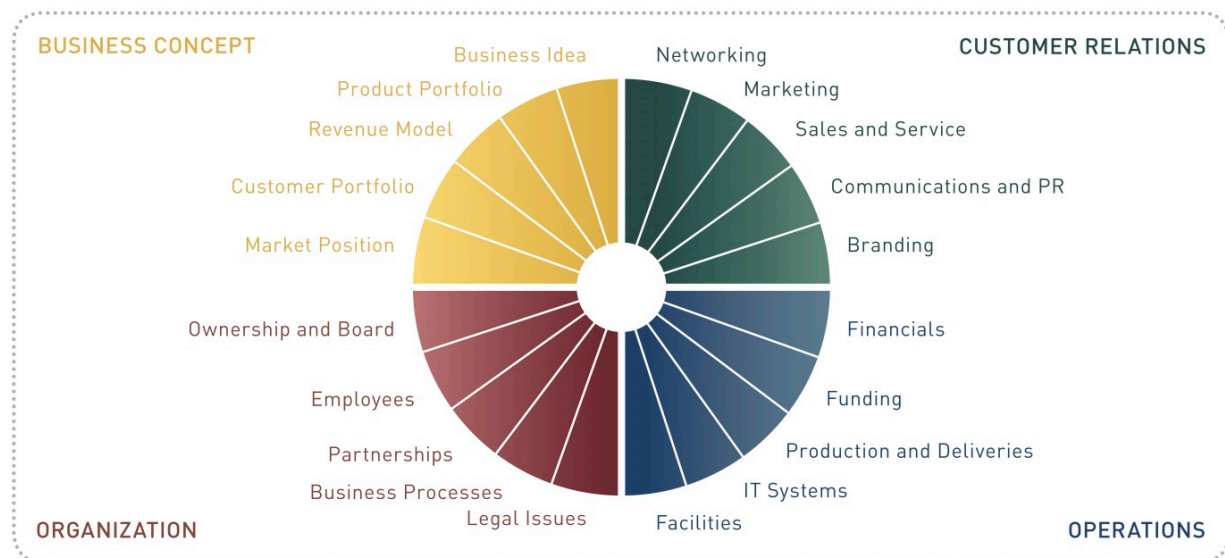 BUSINESS CONCEPT
Business Idea
Product Portfolio
Revenue Model
Customer Portfolio
Market Position
CUSTOMER RELATIONS
Networking
Marketing
Sales and Service
Communications and PR
Branding
Ownership and Board
Employees
Partnerships
Business Processes
Legal Issues
ORGANIZATION
Financials
Funding
Production and Deliveries
IT Systems
Facilities
OPERATIONS